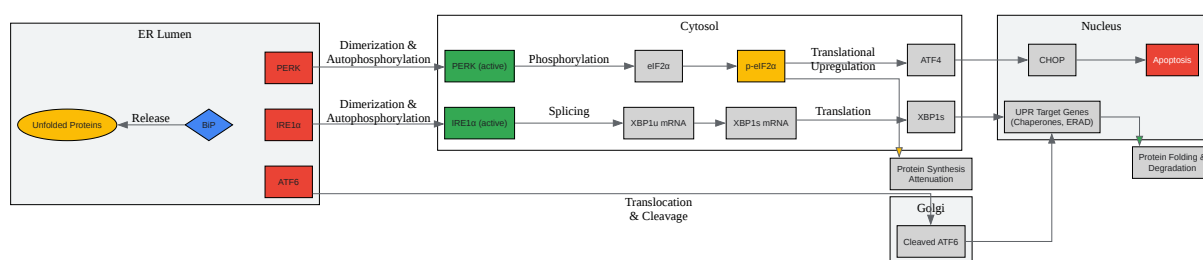 ER Lumen
Cytosol
Nucleus
PERK
Dimerization &
Autophosphorylation
PERK (active)
Phosphorylation
eIF2α
p-eIF2α
Translational
Upregulation
ATF4
CHOP
Apoptosis
Unfolded Proteins
Release
BiP
IRE1α
Dimerization &
Autophosphorylation
IRE1α (active)
Splicing
XBP1u mRNA
XBP1s mRNA
Translation
XBP1s
UPR Target Genes
(Chaperones, ERAD)
Protein Synthesis
Attenuation
Protein Folding &
Degradation
ATF6
Translocation
& Cleavage
Golgi
Cleaved ATF6